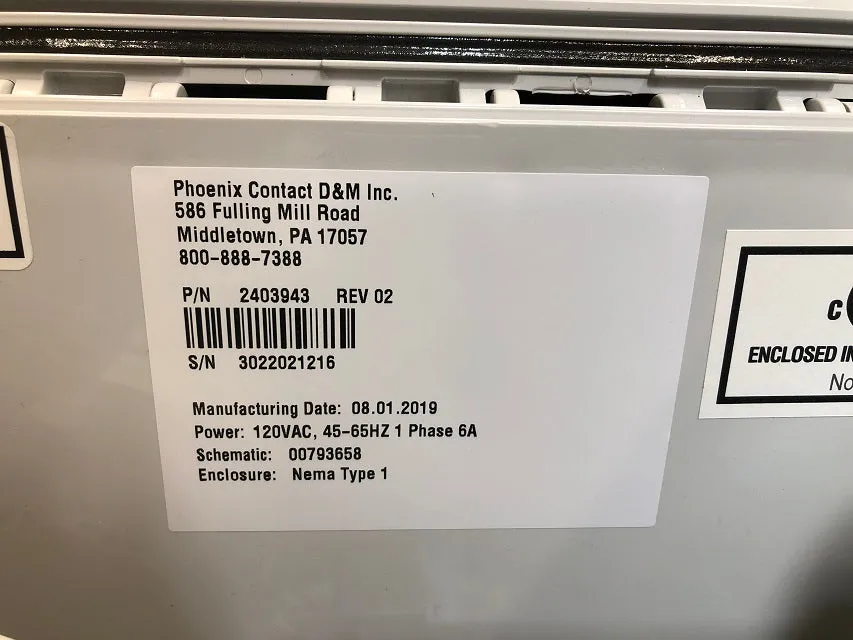 Phoenix Contact D&M Inc.
586 Fulling Mill Road
Middletown, PA 17057
800-888-7388
P/N 2403943 REV 02
S/N 3022021216
Manufacturing Date: 08.01.2019
Power: 120VAC, 45-65HZ 1 Phase 6A
Schematic: 00793658
Enclosure: Nema Type 1
C
ENCLOSED